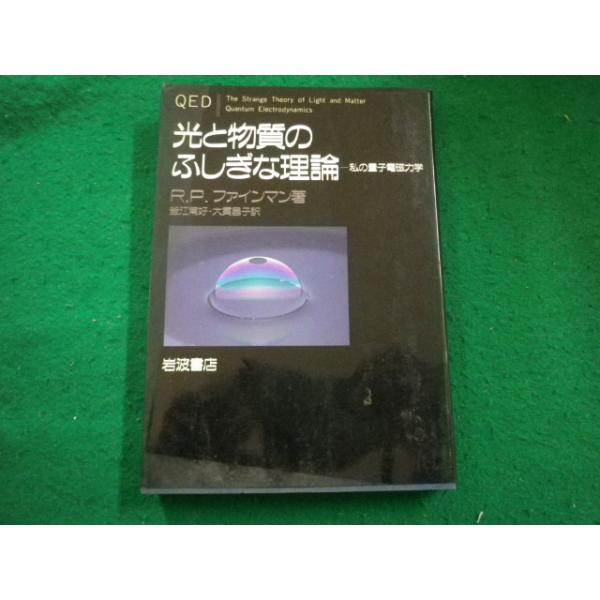 QED
The Strange Theory of Light and Matter
Quantum Electrodynamics
光と物質の
ふしぎな理論—私の量子電磁力学
R.P.ファインマン著
釜江常好・大貫昌子訳
岩波書店